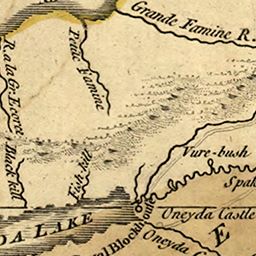 Grande Famine R.
Petite Famine
R. a la Gr. Ecorce
Black kill
Fish kill
Vure-bush
Oneyda Castle
DA LAKE
Royal Blockhouse
Oneyda C
E